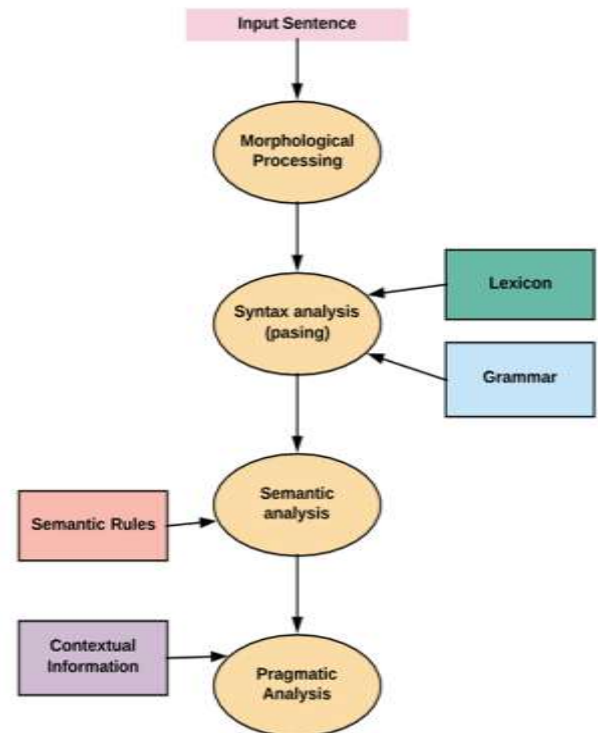 Input Sentence
Morphological
Processing
Lexicon
Syntax analysis
(pasing)
Grammar
Semantic
analysis
Semantic Rules
Contextual
Information
Pragmatic
Analysis